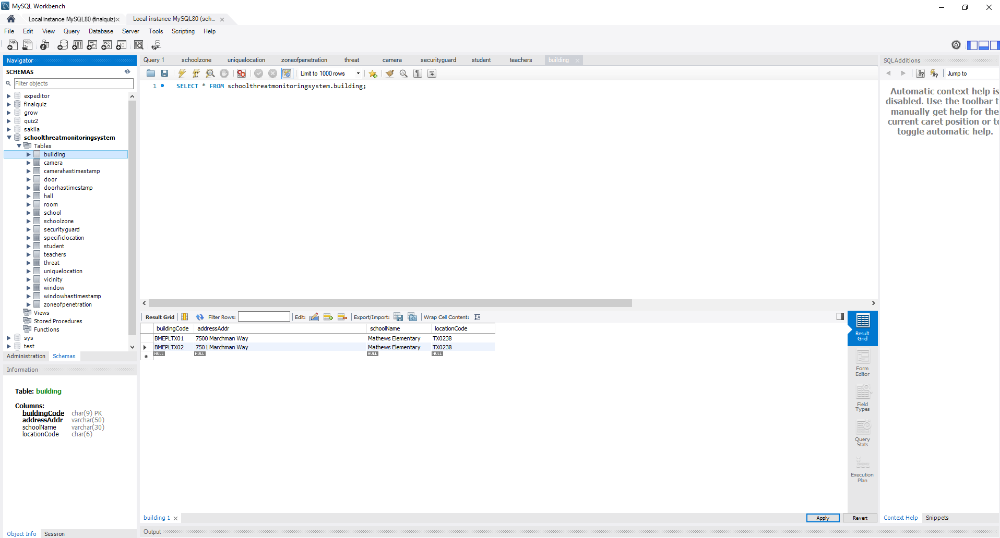 MySQL Workbench
Local instance MySQL80 (finalquiz)
Local instance MySQL80 (sch...
File Edit View Query Database Server Tools Scripting Help
Navigator
SCHEMAS
Filter objects
expeditor
finalquiz
grow
quiz2
sakila
schoolthreatmonitoringsystem
Tables
building
camera
camerahastimestamp
door
doorhastimestamp
hall
room
school
schoolzone
securityguard
specificlocation
student
teachers
threat
uniquelocation
vicinity
window
windowhastimestamp
zoneofpenetration
Views
Stored Procedures
Functions
sys
test
Administration Schemas
Information
Table: building
Columns:
buildingCode char(9) PK
addressAddr varchar(50)
schoolName varchar(30)
locationCode char(6)
Object Info Session
Query 1 schoolzone uniquelocation zoneofpenetration threat camera securityguard student teachers building
Limit to 1000 rows
1 SELECT * FROM schoolthreatmonitoringsystem.building;
Result Grid Filter Rows: Edit: Export/Import: Wrap Cell Content:
buildingCode addressAddr schoolName locationCode
BMEPLTX01 7500 Marchman Way Mathews Elementary TX0238
BMEPLTX02 7501 Marchman Way Mathews Elementary TX0238
NULL NULL NULL NULL
Result
Grid
Form
Editor
Field
Types
Query
Stats
Execution
Plan
building 1
Apply Revert
Output
SQLAdditions
Jump to
Automatic context help is
disabled. Use the toolbar t
manually get help for the
current caret position or to
toggle automatic help.
Context Help Snippets